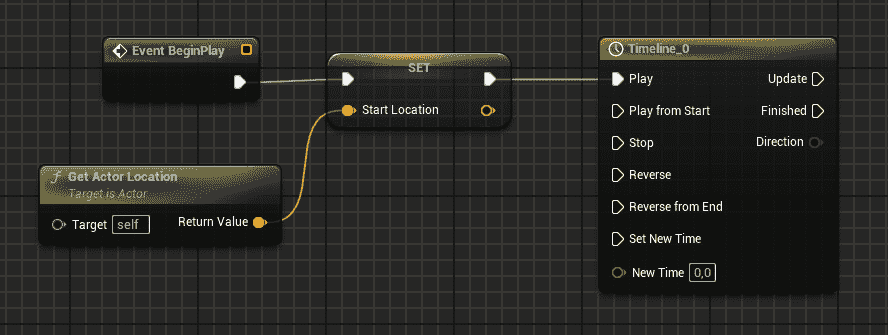 Event BeginPlay
SET
Start Location
f Get Actor Location
Target is Actor
Target self
Return Value
Timeline_0
Play Update
Play from Start Finished
Stop Direction
Reverse
Reverse from End
Set New Time
New Time 0,0